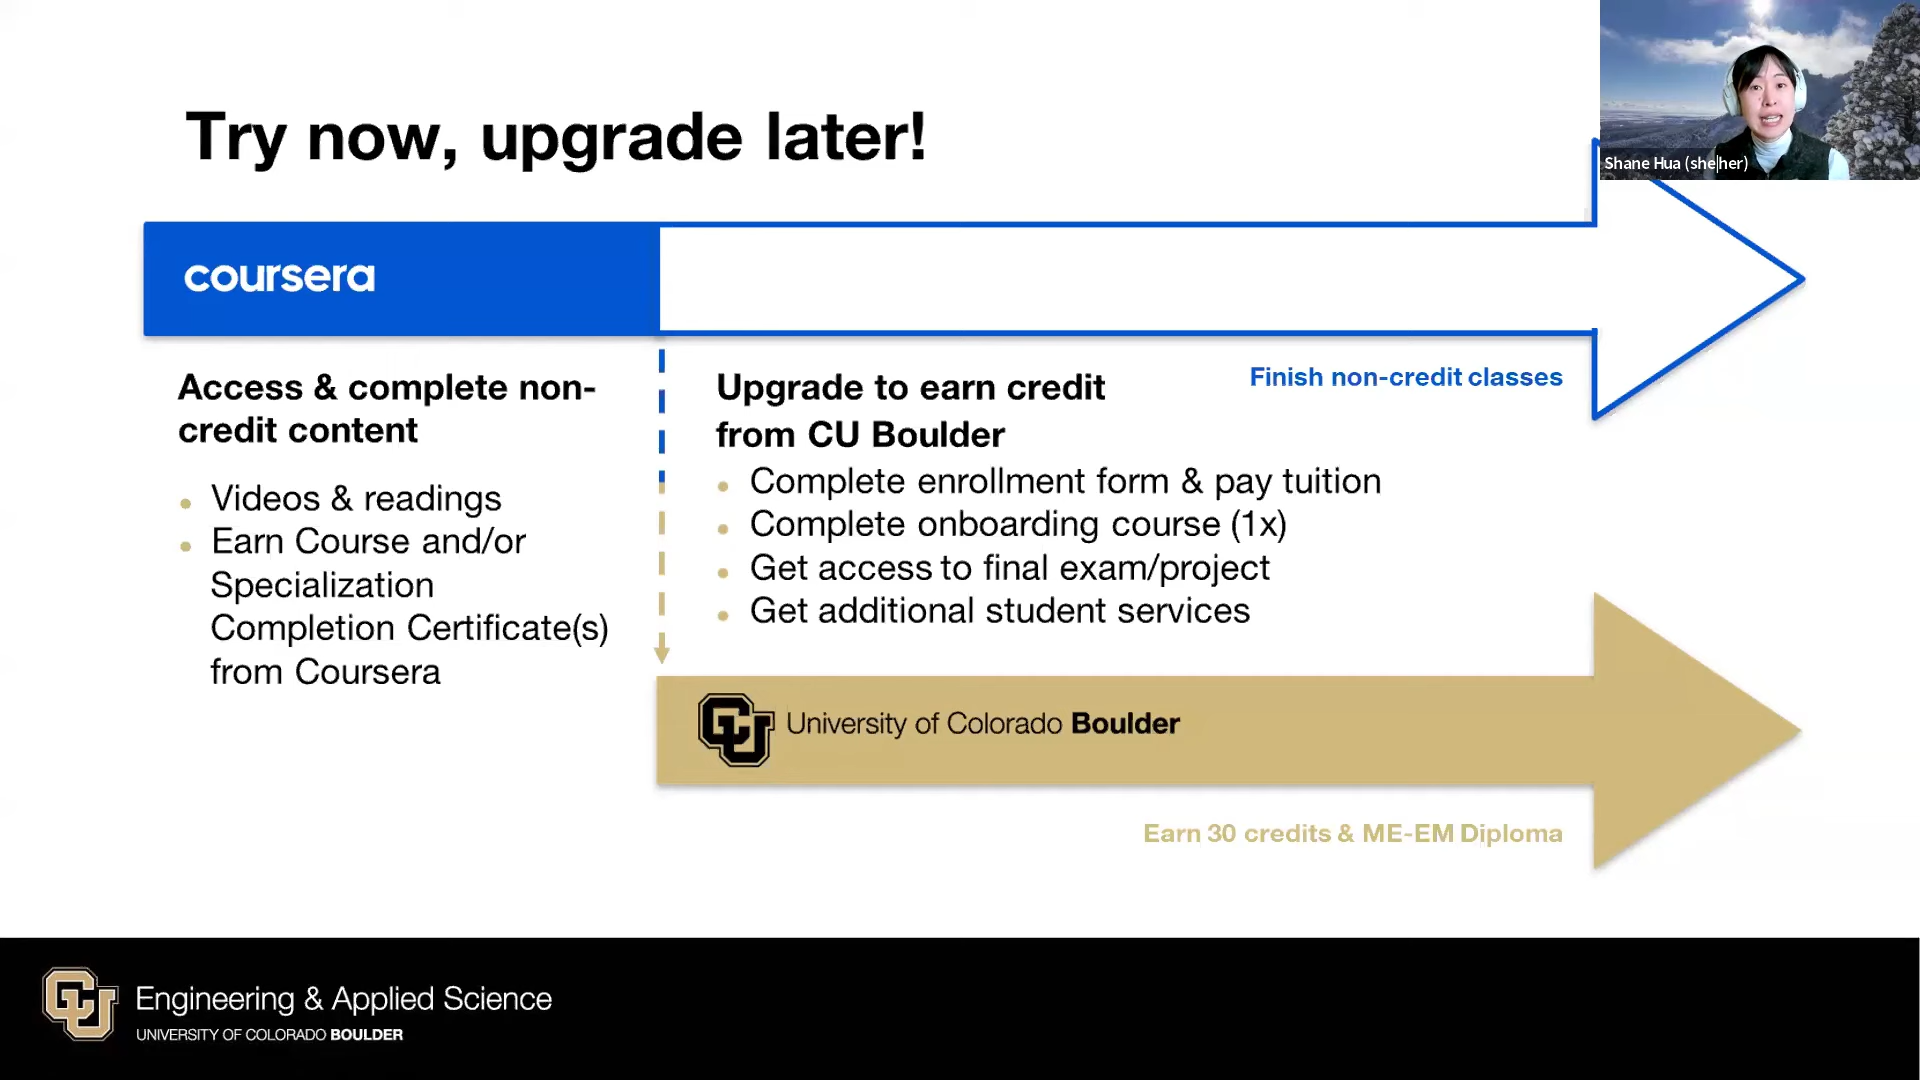 Try now, upgrade later!
Shane Hua (she|her)
coursera
Access & complete non-
credit content
Videos & readings
Earn Course and/or
Specialization
Completion Certificate(s)
from Coursera
Upgrade to earn credit
from CU Boulder
Complete enrollment form & pay tuition
Complete onboarding course (1x)
Get access to final exam/project
Get additional student services
Finish non-credit classes
CU University of Colorado Boulder
Earn 30 credits & ME-EM Diploma
CU Engineering & Applied Science
UNIVERSITY OF COLORADO BOULDER